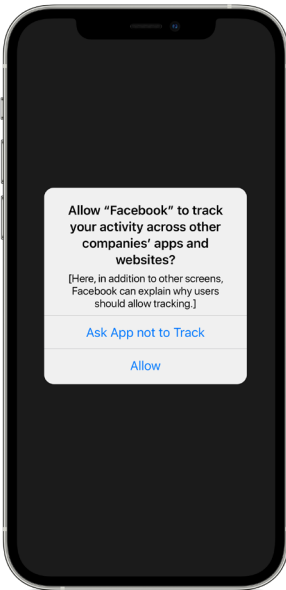 Allow “Facebook” to track
your activity across other
companies’ apps and
websites?
[Here, in addition to other screens,
Facebook can explain why users
should allow tracking.]
Ask App not to Track
Allow